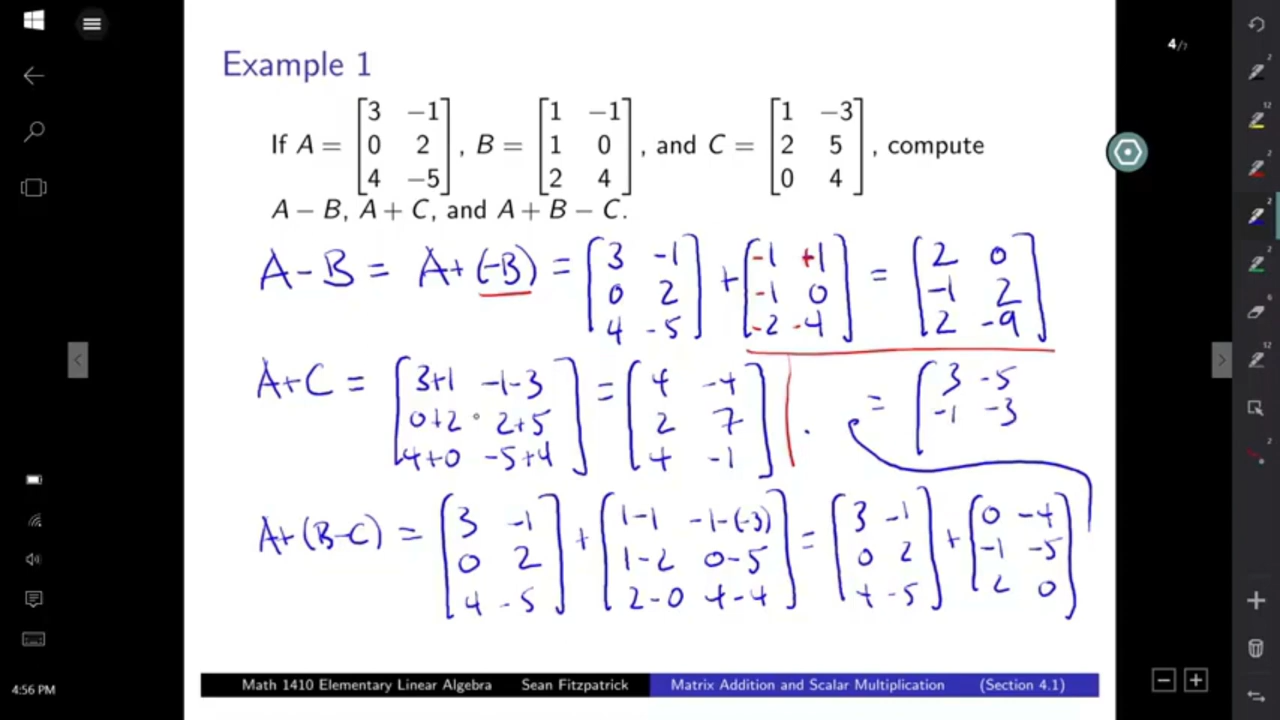 4/7
Example 1
If A = [3 −1; 0 2; 4 −5], B = [1 −1; 1 0; 2 4], and C = [1 −3; 2 5; 0 4], compute
A − B, A + C, and A + B − C.
A-B = A+(-B) = [3 -1; 0 2; 4 -5] + [-1 +1; -1 0; -2 -4] = [2 0; -1 2; 2 -9]
A+C = [3+1 -1-3; 0+2 2+5; 4+0 -5+4] = [4 -4; 2 7; 4 -1].
= [3 -5; -1 -3
A+(B-C) = [3 -1; 0 2; 4 -5] + [1-1 -1-(-3); 1-2 0-5; 2-0 4-4] = [3 -1; 0 2; 4 -5] + [0 -4; -1 -5; 2 0]
Math 1410 Elementary Linear Algebra Sean Fitzpatrick Matrix Addition and Scalar Multiplication (Section 4.1)
4:56 PM